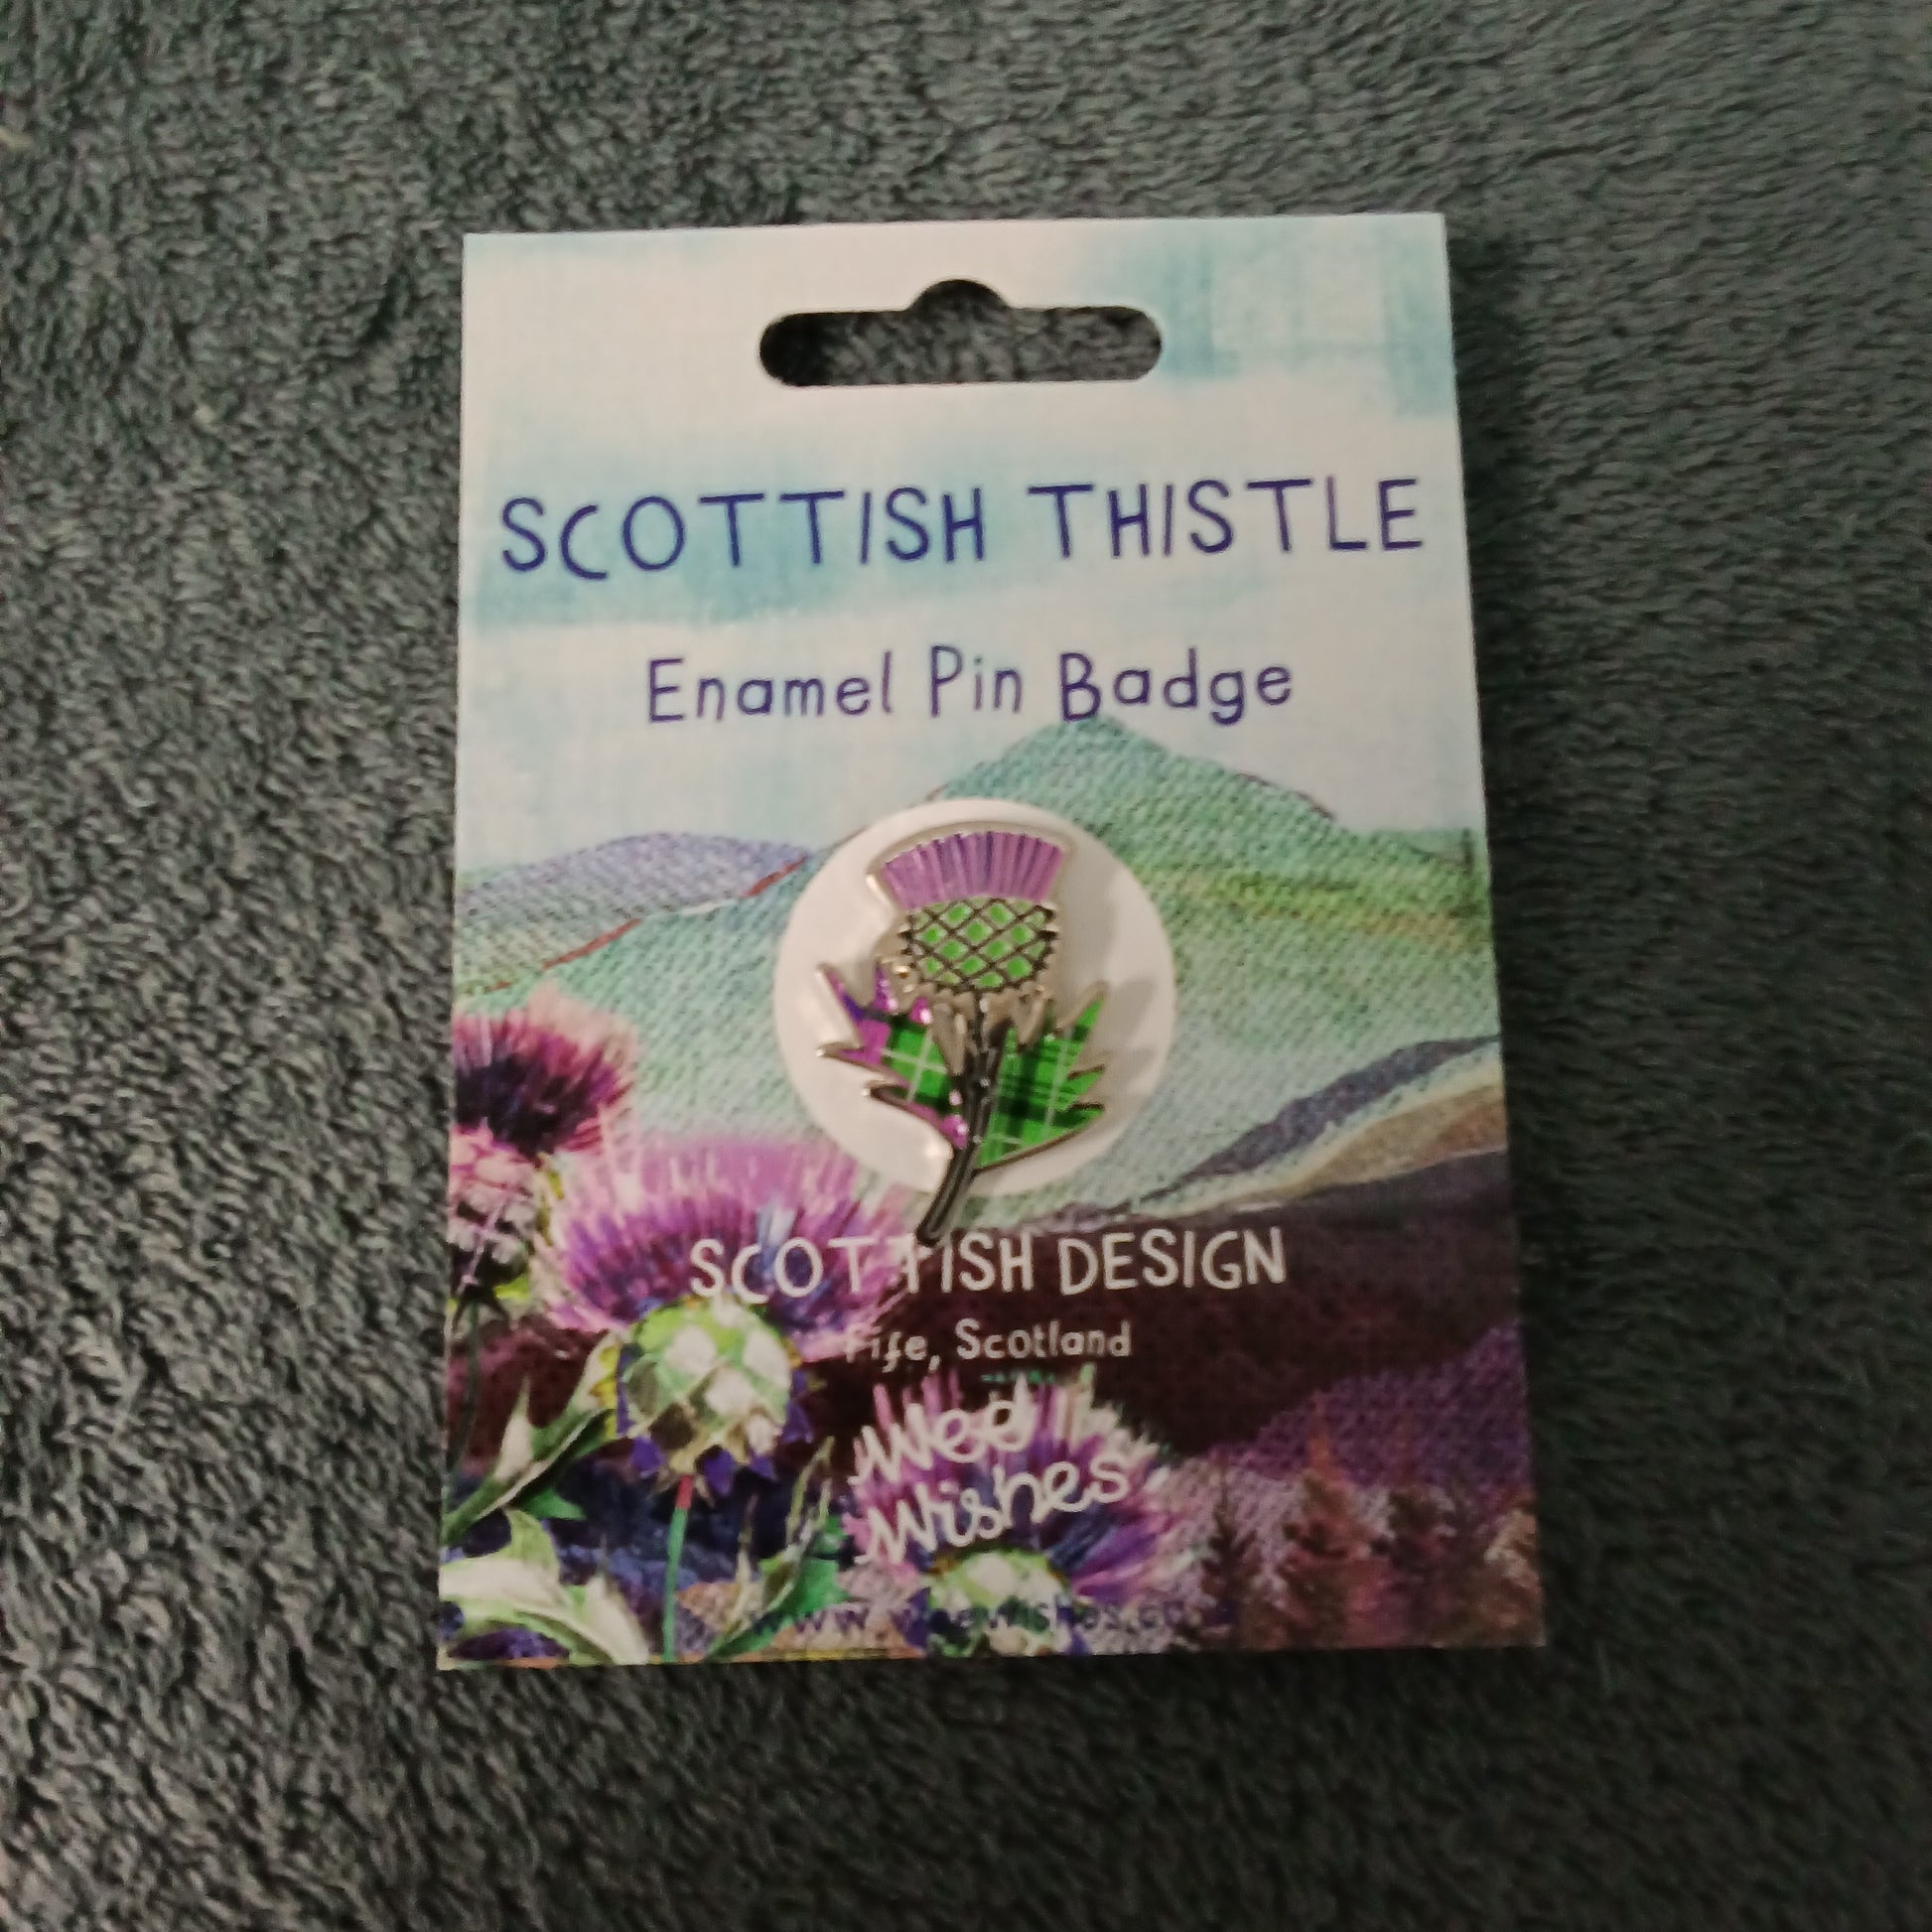 SCOTTISH THISTLE
Enamel Pin Badge
SCOTTISH DESIGN
Fife, Scotland
Wee
Wishes